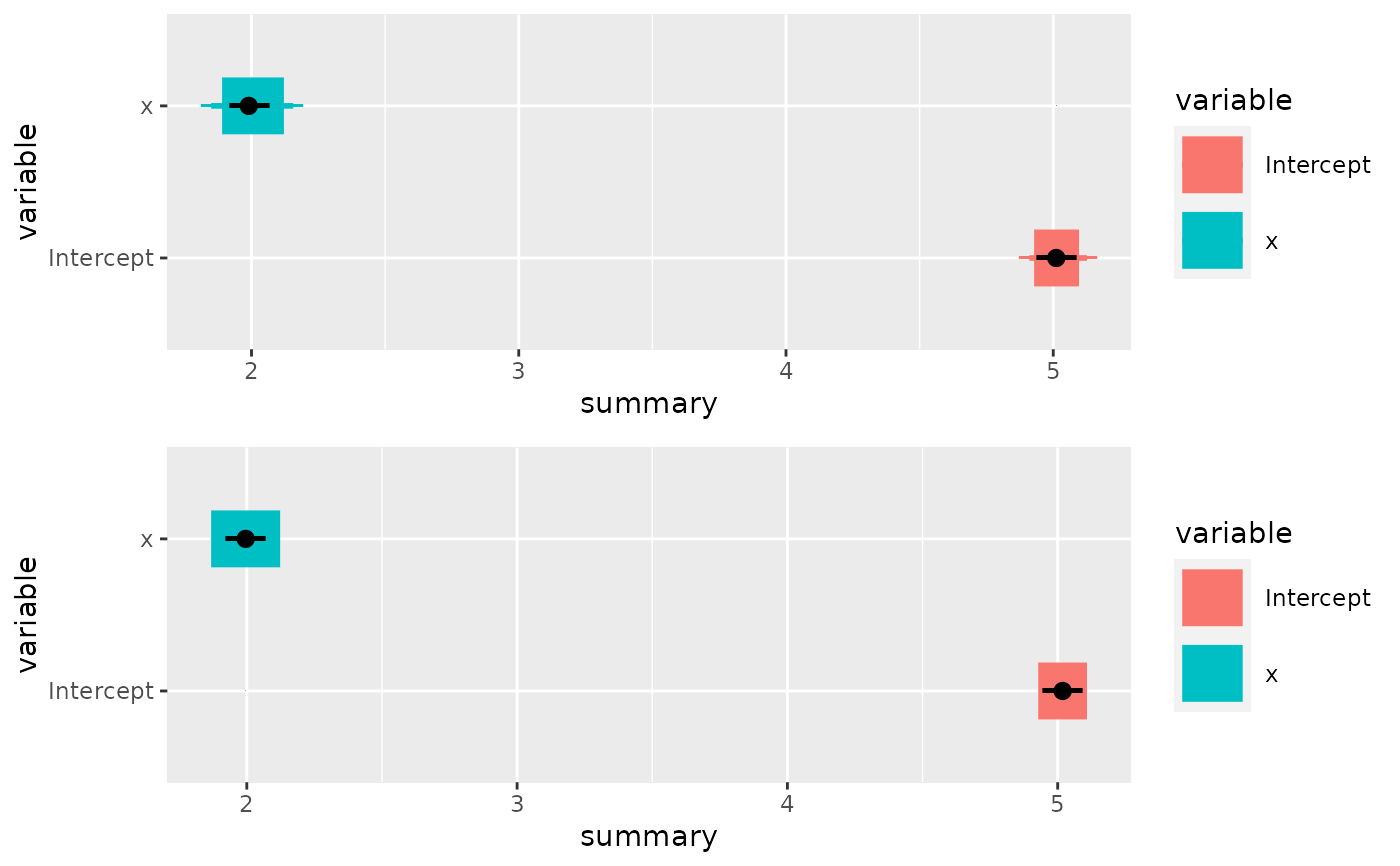 variable
x
Intercept
2 3 4 5
summary
variable
Intercept
x
variable
x
Intercept
2 3 4 5
summary
variable
Intercept
x